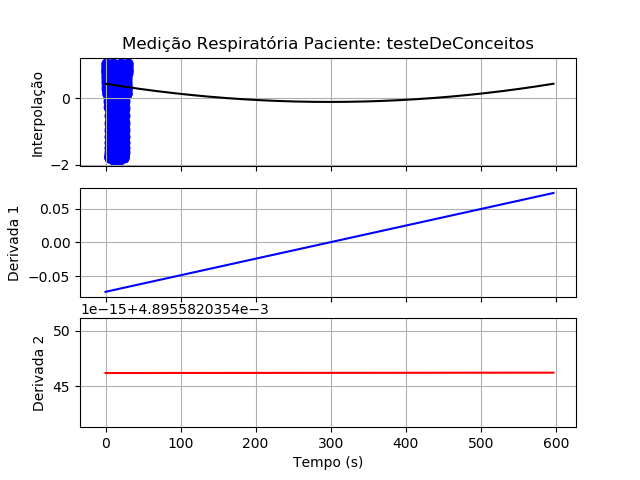 Medição Respiratória Paciente: testeDeConceitos
Interpolação
0
−2
Derivada 1
0.05
0.00
−0.05
1e−15+4.8955820354e−3
Derivada 2
50
45
0 100 200 300 400 500 600
Tempo (s)